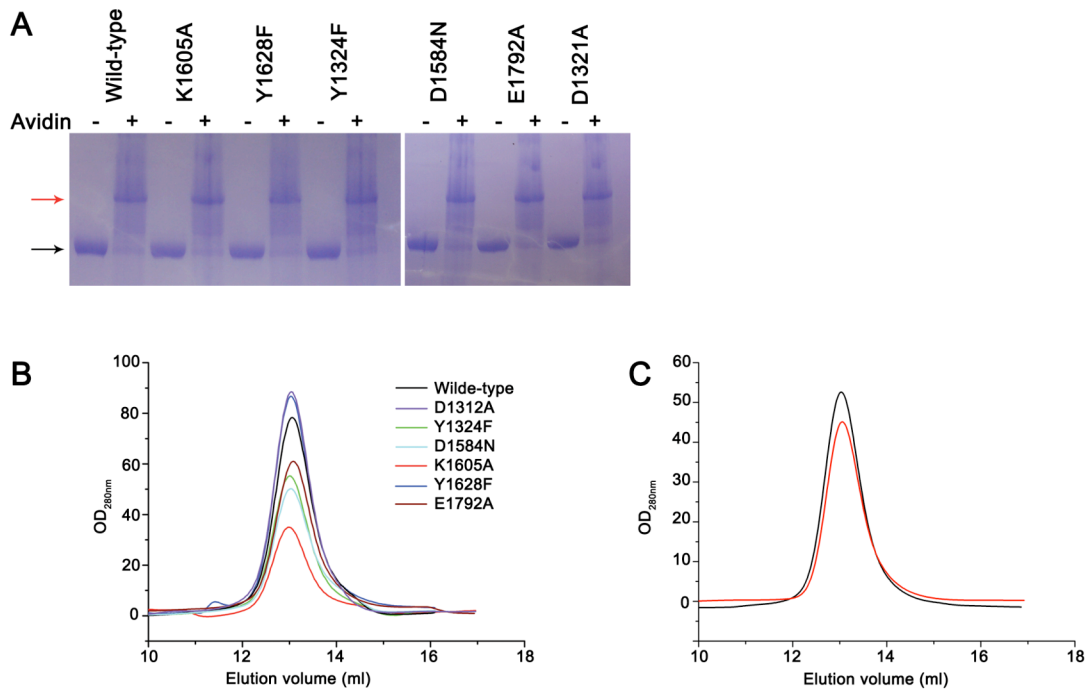 A
Wild-type K1605A Y1628F Y1324F D1584N E1792A D1321A
Avidin - + - + - + - + - + - + - +
B
100
80
60
40
20
0
OD280nm
10 12 14 16 18
Elution volume (ml)
Wilde-type
D1312A
Y1324F
D1584N
K1605A
Y1628F
E1792A
C
60
50
40
30
20
10
0
OD280nm
10 12 14 16 18
Elution volume (ml)